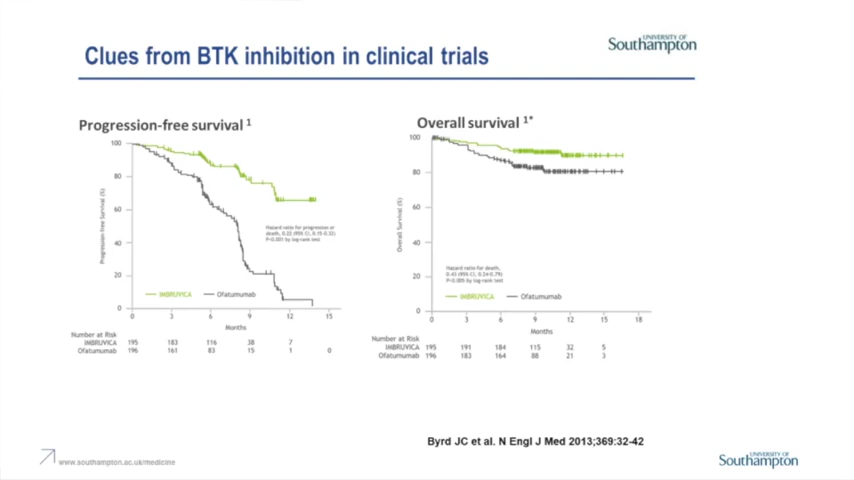 UNIVERSITY OF
Southampton
Clues from BTK inhibition in clinical trials
Progression-free survival 1
100
80
60
40
20
0
Progression-free Survival (%)
Hazard ratio for progression or
death, 0.22 (95% CI, 0.15-0.32)
P<0.001 by log-rank test
IMBRUVICA
Ofatumumab
0 3 6 9 12 15
Months
Number at Risk
IMBRUVICA 195 183 116 38 7
Ofatumumab 196 161 83 15 1 0
Overall survival 1*
100
80
60
40
20
0
Overall Survival (%)
Hazard ratio for death,
0.43 (95% CI, 0.24-0.79)
P=0.005 by log-rank test
IMBRUVICA
Ofatumumab
0 3 6 9 12 15 18
Months
Number at Risk
IMBRUVICA 195 191 184 115 32 5
Ofatumumab 196 183 164 88 21 3
Byrd JC et al. N Engl J Med 2013;369:32-42
www.southampton.ac.uk/medicine
UNIVERSITY OF
Southampton